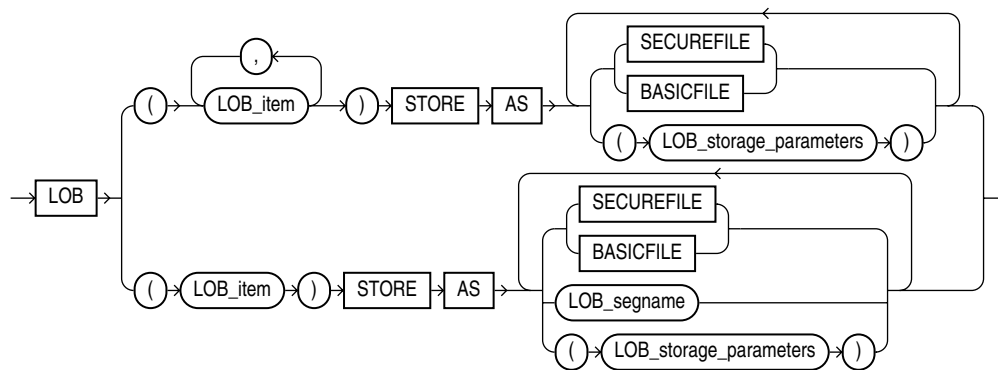 SECUREFILE
,
BASICFILE
( LOB_item ) STORE AS
( LOB_storage_parameters )
LOB
SECUREFILE
BASICFILE
( LOB_item ) STORE AS
LOB_segname
( LOB_storage_parameters )